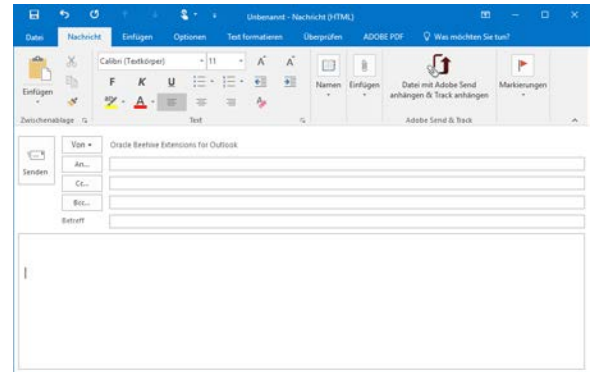 Unbenannt - Nachricht (HTML)
Datei Nachricht Einfügen Optionen Text formatieren Überprüfen ADOBE PDF Was möchten Sie tun?
Calibri (Textkörper) 11
Einfügen
F K U
Namen Einfügen
Datei mit Adobe Send
anhängen & Track anhängen
Markierungen
Zwischenablage Text Adobe Send & Track
Senden
Von Oracle Beehive Extensions for Outlook
An...
Cc...
Bcc...
Betreff